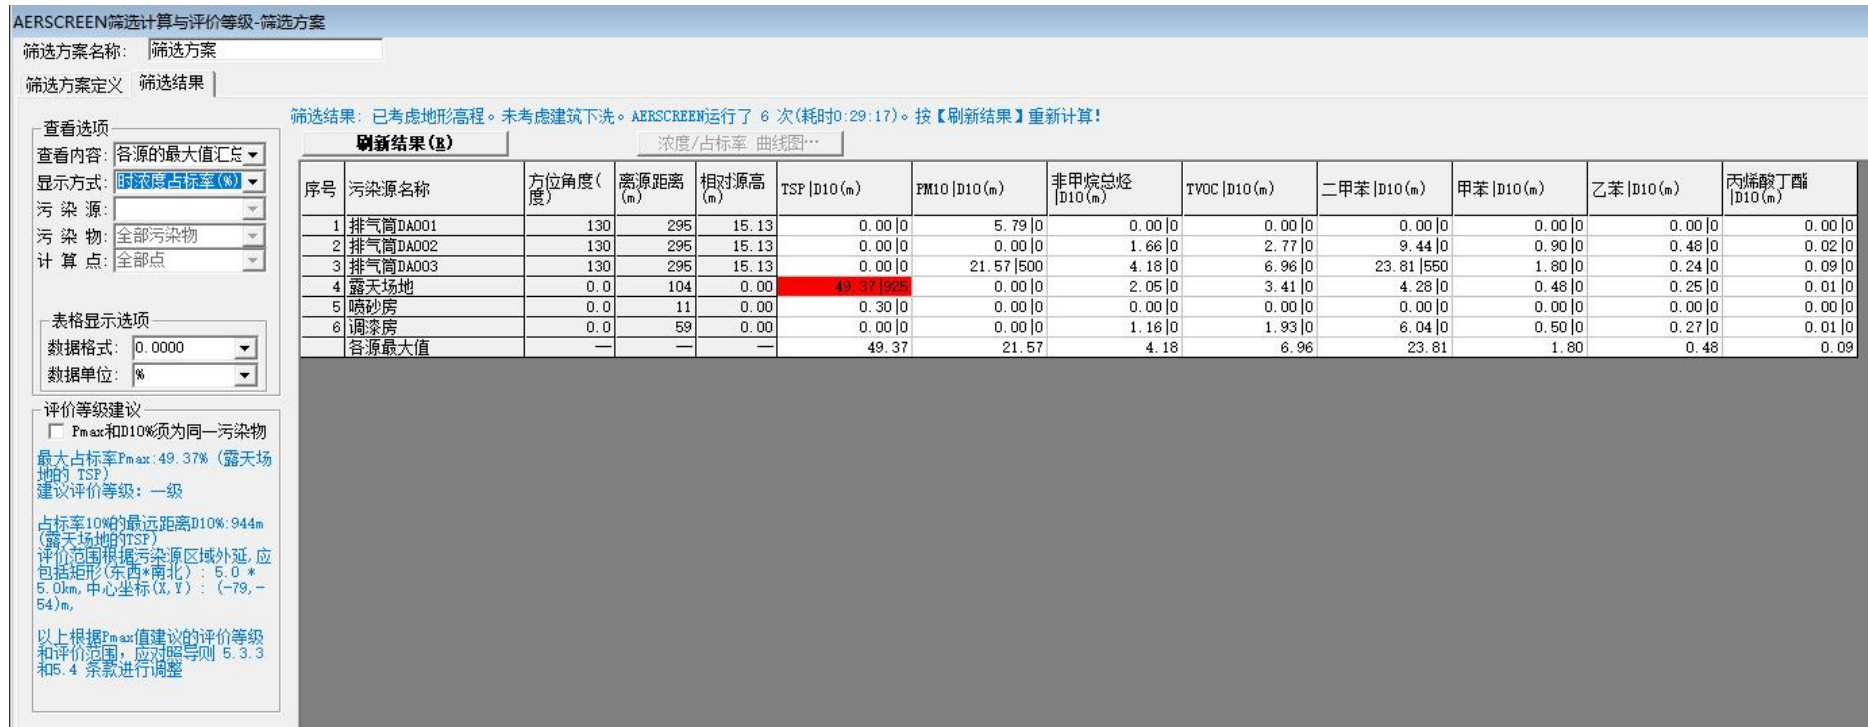 AERSCREEN筛选计算与评价等级-筛选方案
筛选方案名称: 筛选方案
筛选方案定义 筛选结果
筛选结果: 已考虑地形高程。未考虑建筑下洗。AERSCREEN运行了 6 次(耗时0:29:17)。按【刷新结果】重新计算!
刷新结果(R) 浓度/占标率 曲线图…
查看选项
查看内容: 各源的最大值汇总
显示方式: 时浓度占标率(%)
污 染 源:
污 染 物: 全部污染物
计 算 点: 全部点
表格显示选项
数据格式: 0.0000
数据单位: %
评价等级建议
Pmax和D10%须为同一污染物
最大占标率Pmax:49.37% (露天场
地的 TSP)
建议评价等级: 一级
占标率10%的最远距离D10%:944m
(露天场地的TSP)
评价范围根据污染源区域外延,应
包括矩形(东西*南北) : 5.0 *
5.0km,中心坐标(X,Y) : (-79,-
54)m,
以上根据Pmax值建议的评价等级
和评价范围, 应对照导则 5.3.3
和5.4 条款进行调整
序号 污染源名称 方位角度(度) 离源距离(m) 相对源高(m) TSP|D10(m) PM10|D10(m) 非甲烷总烃|D10(m) TVOC|D10(m) 二甲苯|D10(m) 甲苯|D10(m) 乙苯|D10(m) 丙烯酸丁酯|D10(m)
1 排气筒DA001 130 295 15.13 0.00|0 5.79|0 0.00|0 0.00|0 0.00|0 0.00|0 0.00|0 0.00|0
2 排气筒DA002 130 295 15.13 0.00|0 0.00|0 1.66|0 2.77|0 9.44|0 0.90|0 0.48|0 0.02|0
3 排气筒DA003 130 295 15.13 0.00|0 21.57|500 4.18|0 6.96|0 23.81|550 1.80|0 0.24|0 0.09|0
4 露天场地 0.0 104 0.00 49.37|925 0.00|0 2.05|0 3.41|0 4.28|0 0.48|0 0.25|0 0.01|0
5 喷砂房 0.0 11 0.00 0.30|0 0.00|0 0.00|0 0.00|0 0.00|0 0.00|0 0.00|0 0.00|0
6 调漆房 0.0 59 0.00 0.00|0 0.00|0 1.16|0 1.93|0 6.04|0 0.50|0 0.27|0 0.01|0
各源最大值 — — — 49.37 21.57 4.18 6.96 23.81 1.80 0.48 0.09